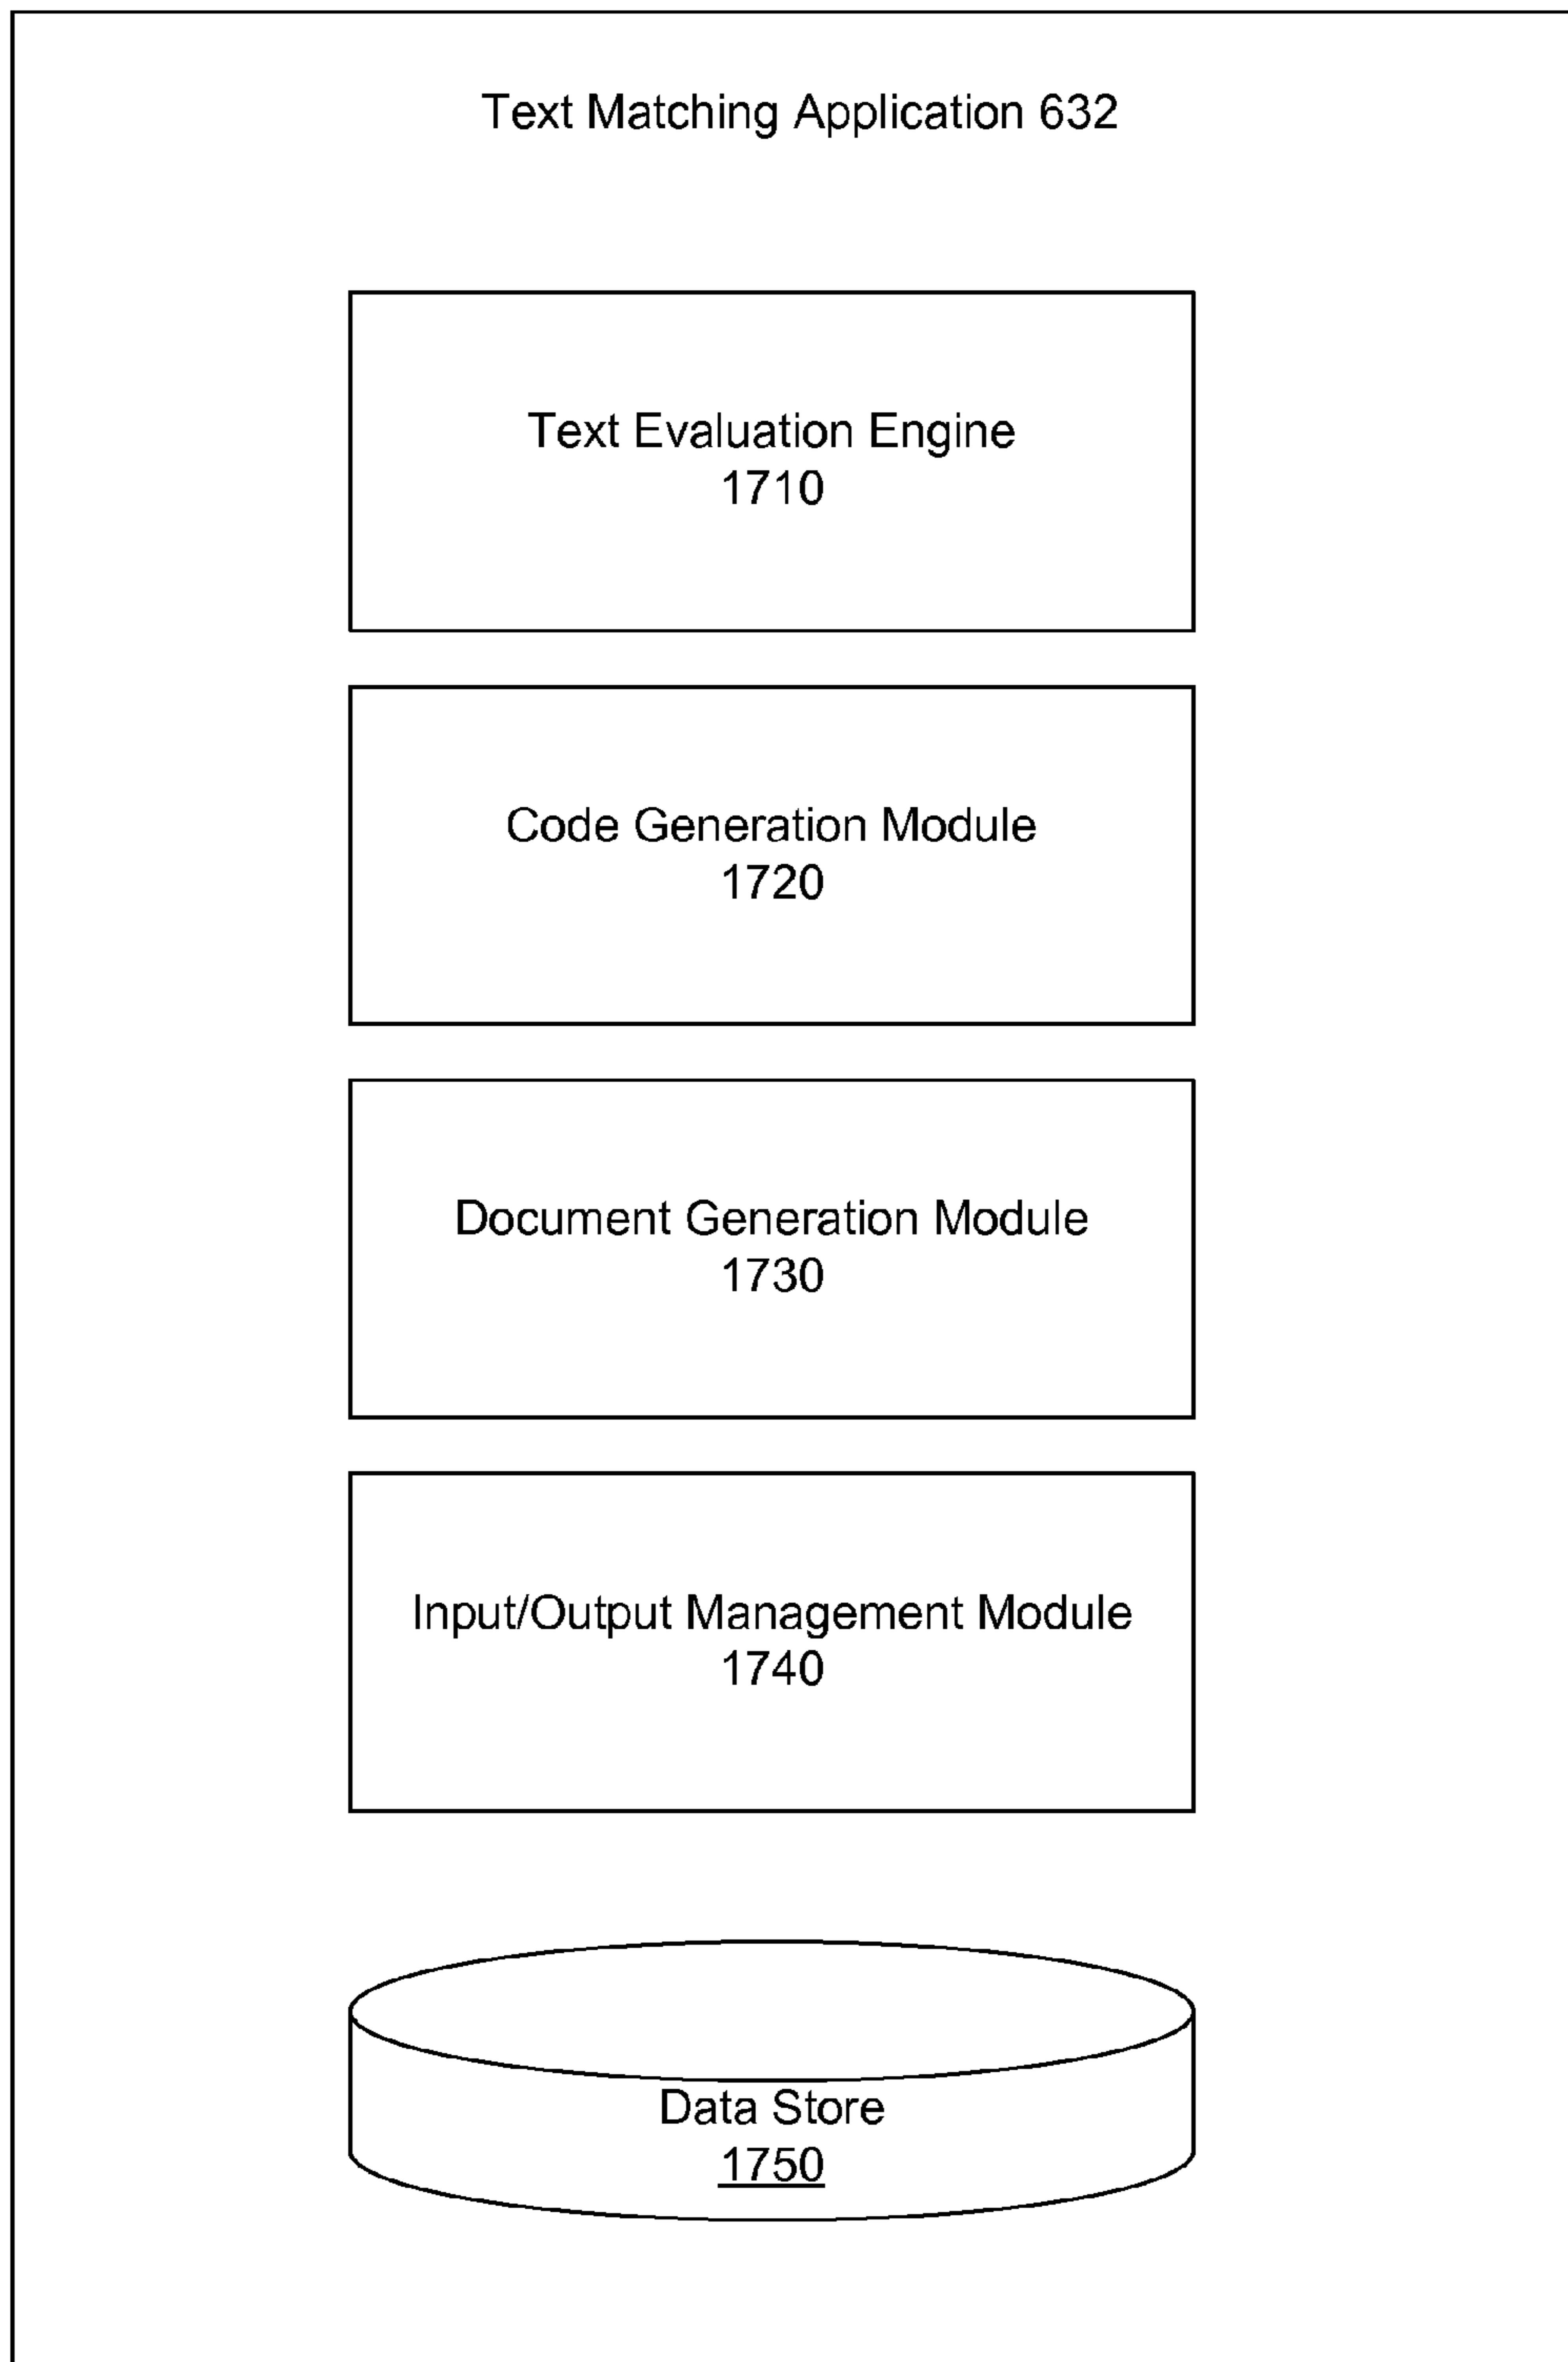 Text Matching Application 632
Text Evaluation Engine
1710
Code Generation Module
1720
Document Generation Module
1730
Input/Output Management Module
1740
Data Store
1750